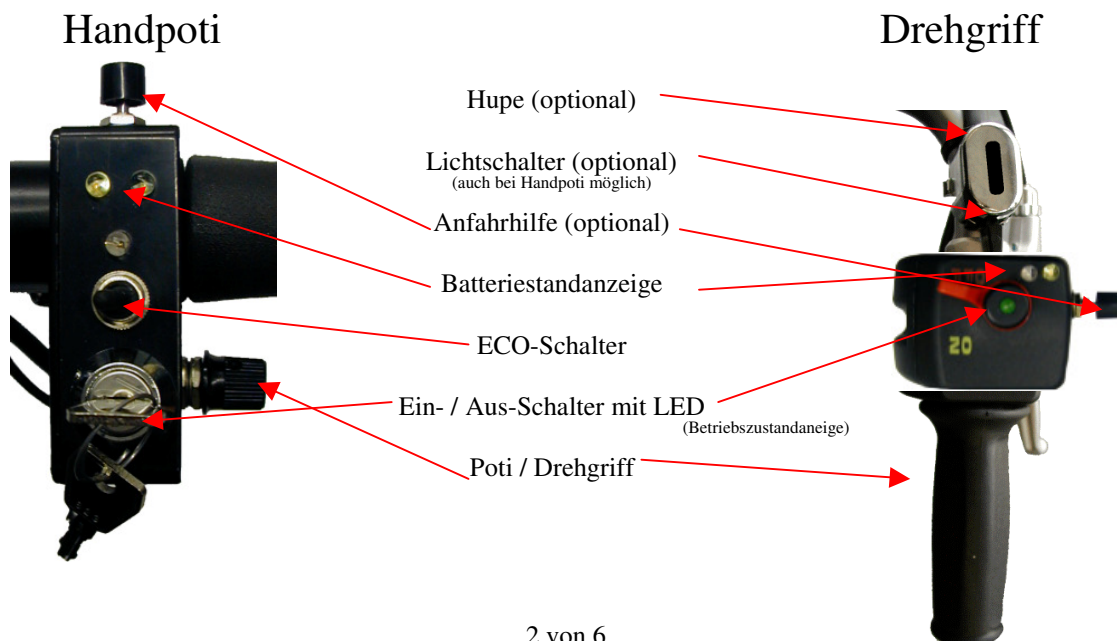 Handpoti
Drehgriff
Hupe (optional)
Lichtschalter (optional)
(auch bei Handpoti möglich)
Anfahrhilfe (optional)
Batteriestandanzeige
ECO-Schalter
Ein- / Aus-Schalter mit LED
(Betriebszustandaneige)
Poti / Drehgriff
20
2 von 6